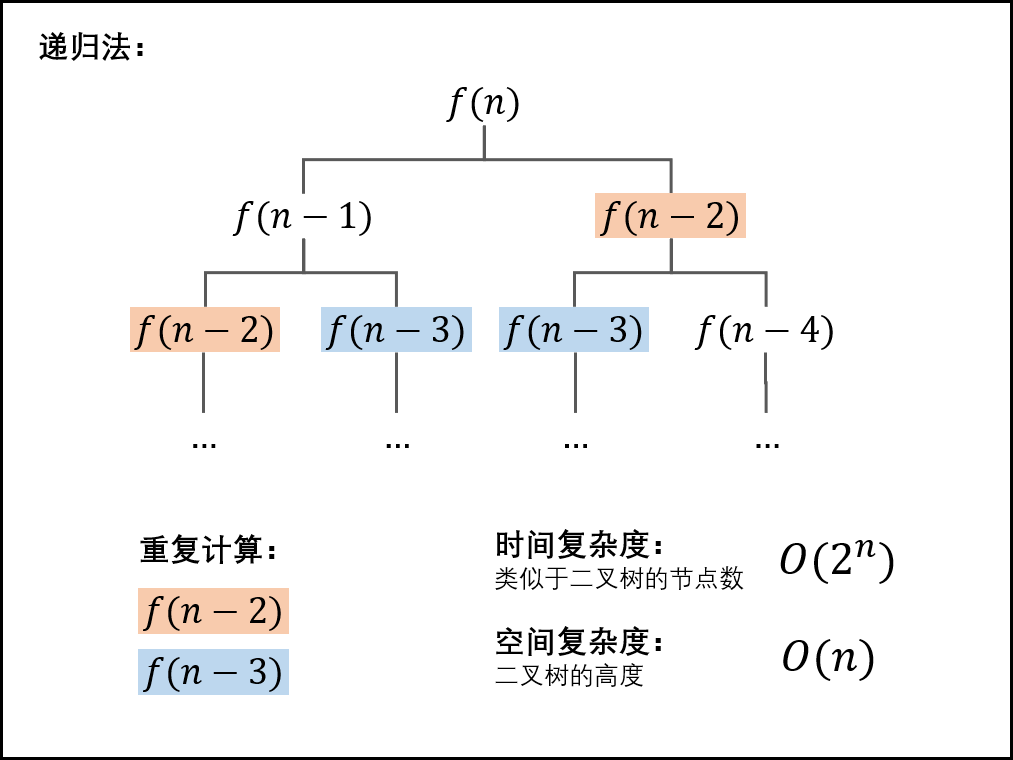 递归法：
f(n)
f(n − 1)
f(n − 2)
f(n − 2)
f(n − 3)
f(n − 3)
f(n − 4)
...
...
...
...
重复计算：
f(n − 2)
f(n − 3)
时间复杂度：
类似于二叉树的节点数
O(2ⁿ)
空间复杂度：
二叉树的高度
O(n)